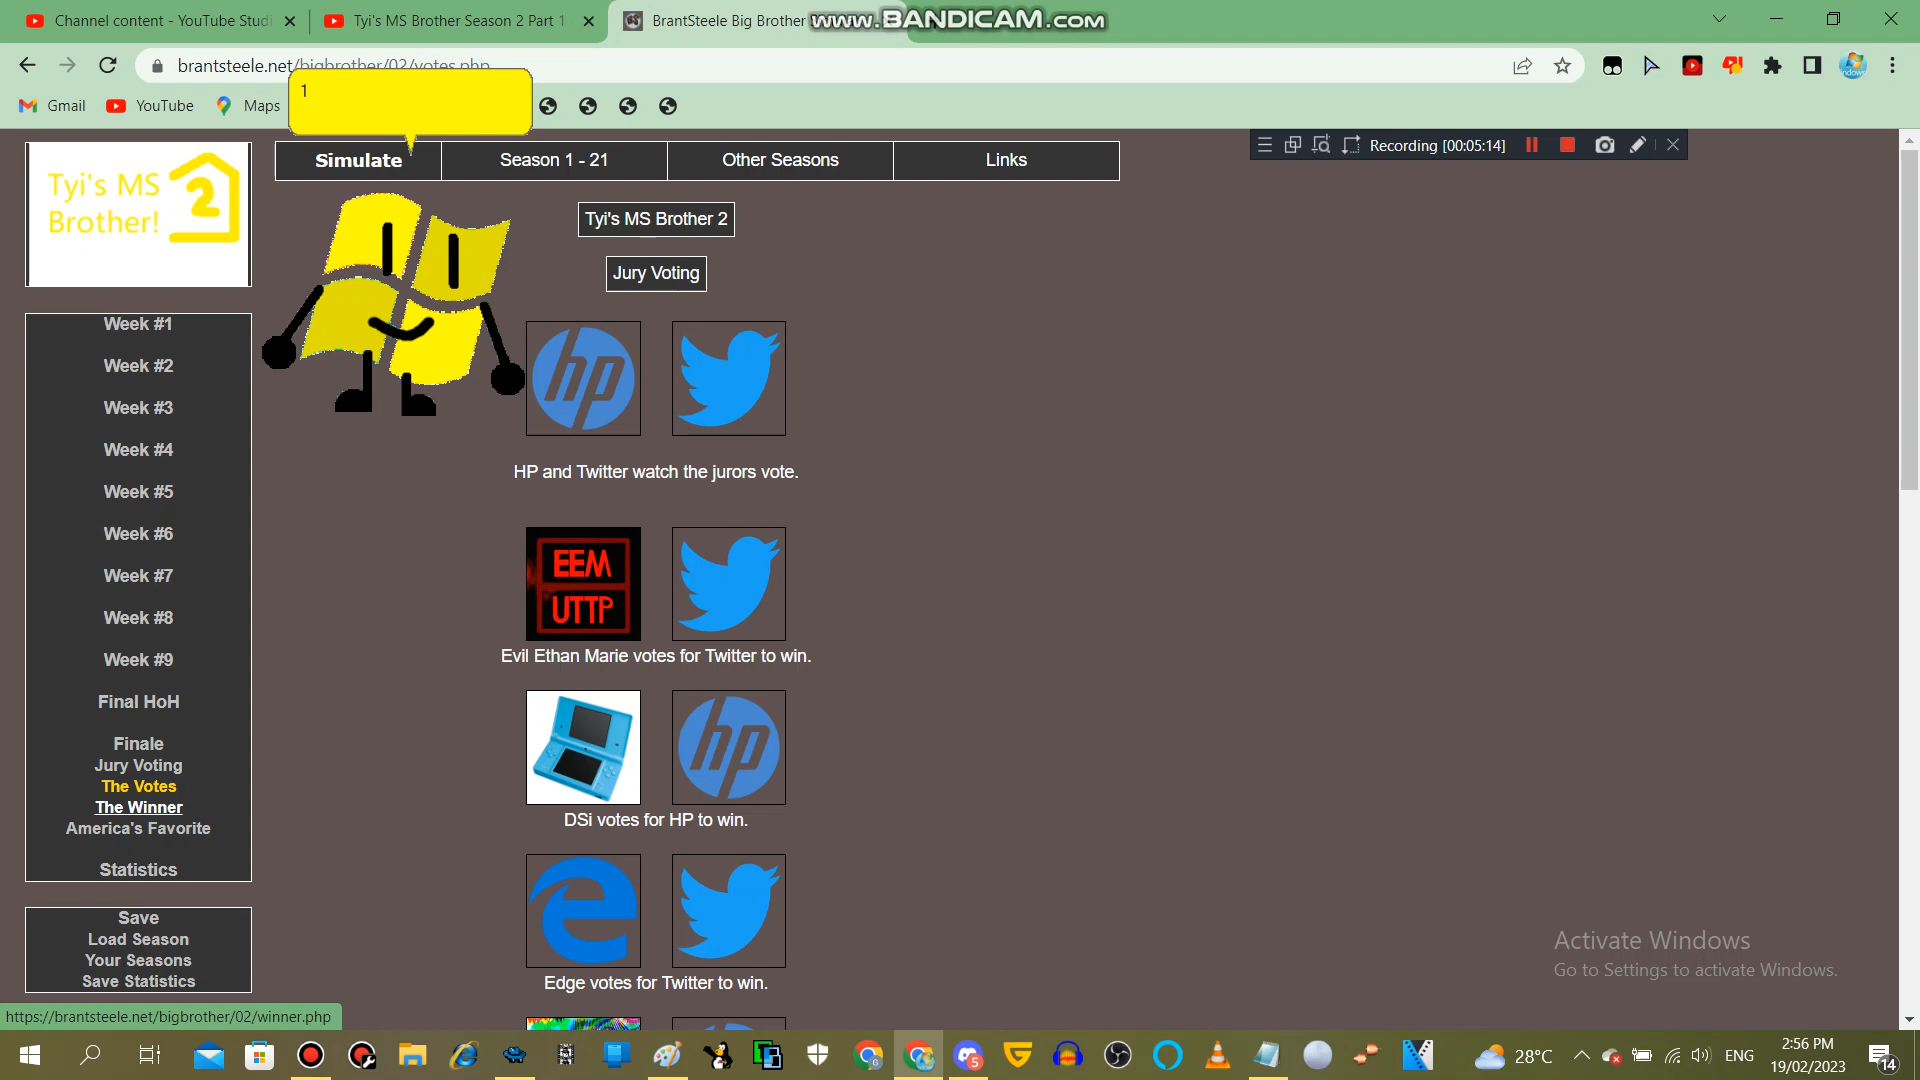 Channel content - YouTube Studi
Tyi's MS Brother Season 2 Part 1
BrantSteele Big Brother
www.BANDICAM.com
brantsteele.net/bigbrother/02/votes.php
1
Gmail
YouTube
Maps
Simulate
Season 1 - 21
Other Seasons
Links
Recording [00:05:14]
Tyi's MS
Brother!
2
Tyi's MS Brother 2
Jury Voting
hp
HP and Twitter watch the jurors vote.
EEM
UTTP
Evil Ethan Marie votes for Twitter to win.
hp
DSi votes for HP to win.
Edge votes for Twitter to win.
Week #1
Week #2
Week #3
Week #4
Week #5
Week #6
Week #7
Week #8
Week #9
Final HoH
Finale
Jury Voting
The Votes
The Winner
America's Favorite
Statistics
Save
Load Season
Your Seasons
Save Statistics
Activate Windows
Go to Settings to activate Windows.
https://brantsteele.net/bigbrother/02/winner.php
28°C
ENG
2:56 PM
19/02/2023
14
5